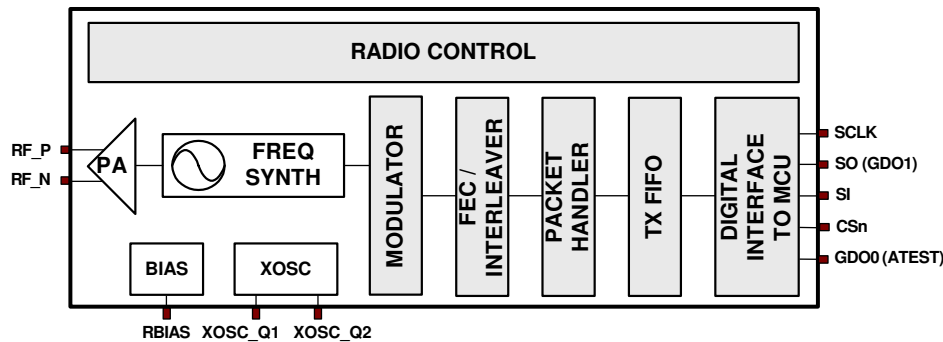 RADIO CONTROL
RF_P
RF_N
PA
FREQ
SYNTH
MODULATOR
FEC /
INTERLEAVER
PACKET
HANDLER
TX FIFO
DIGITAL
INTERFACE
TO MCU
SCLK
SO (GDO1)
SI
CSn
GDO0 (ATEST)
BIAS
XOSC
RBIAS
XOSC_Q1
XOSC_Q2